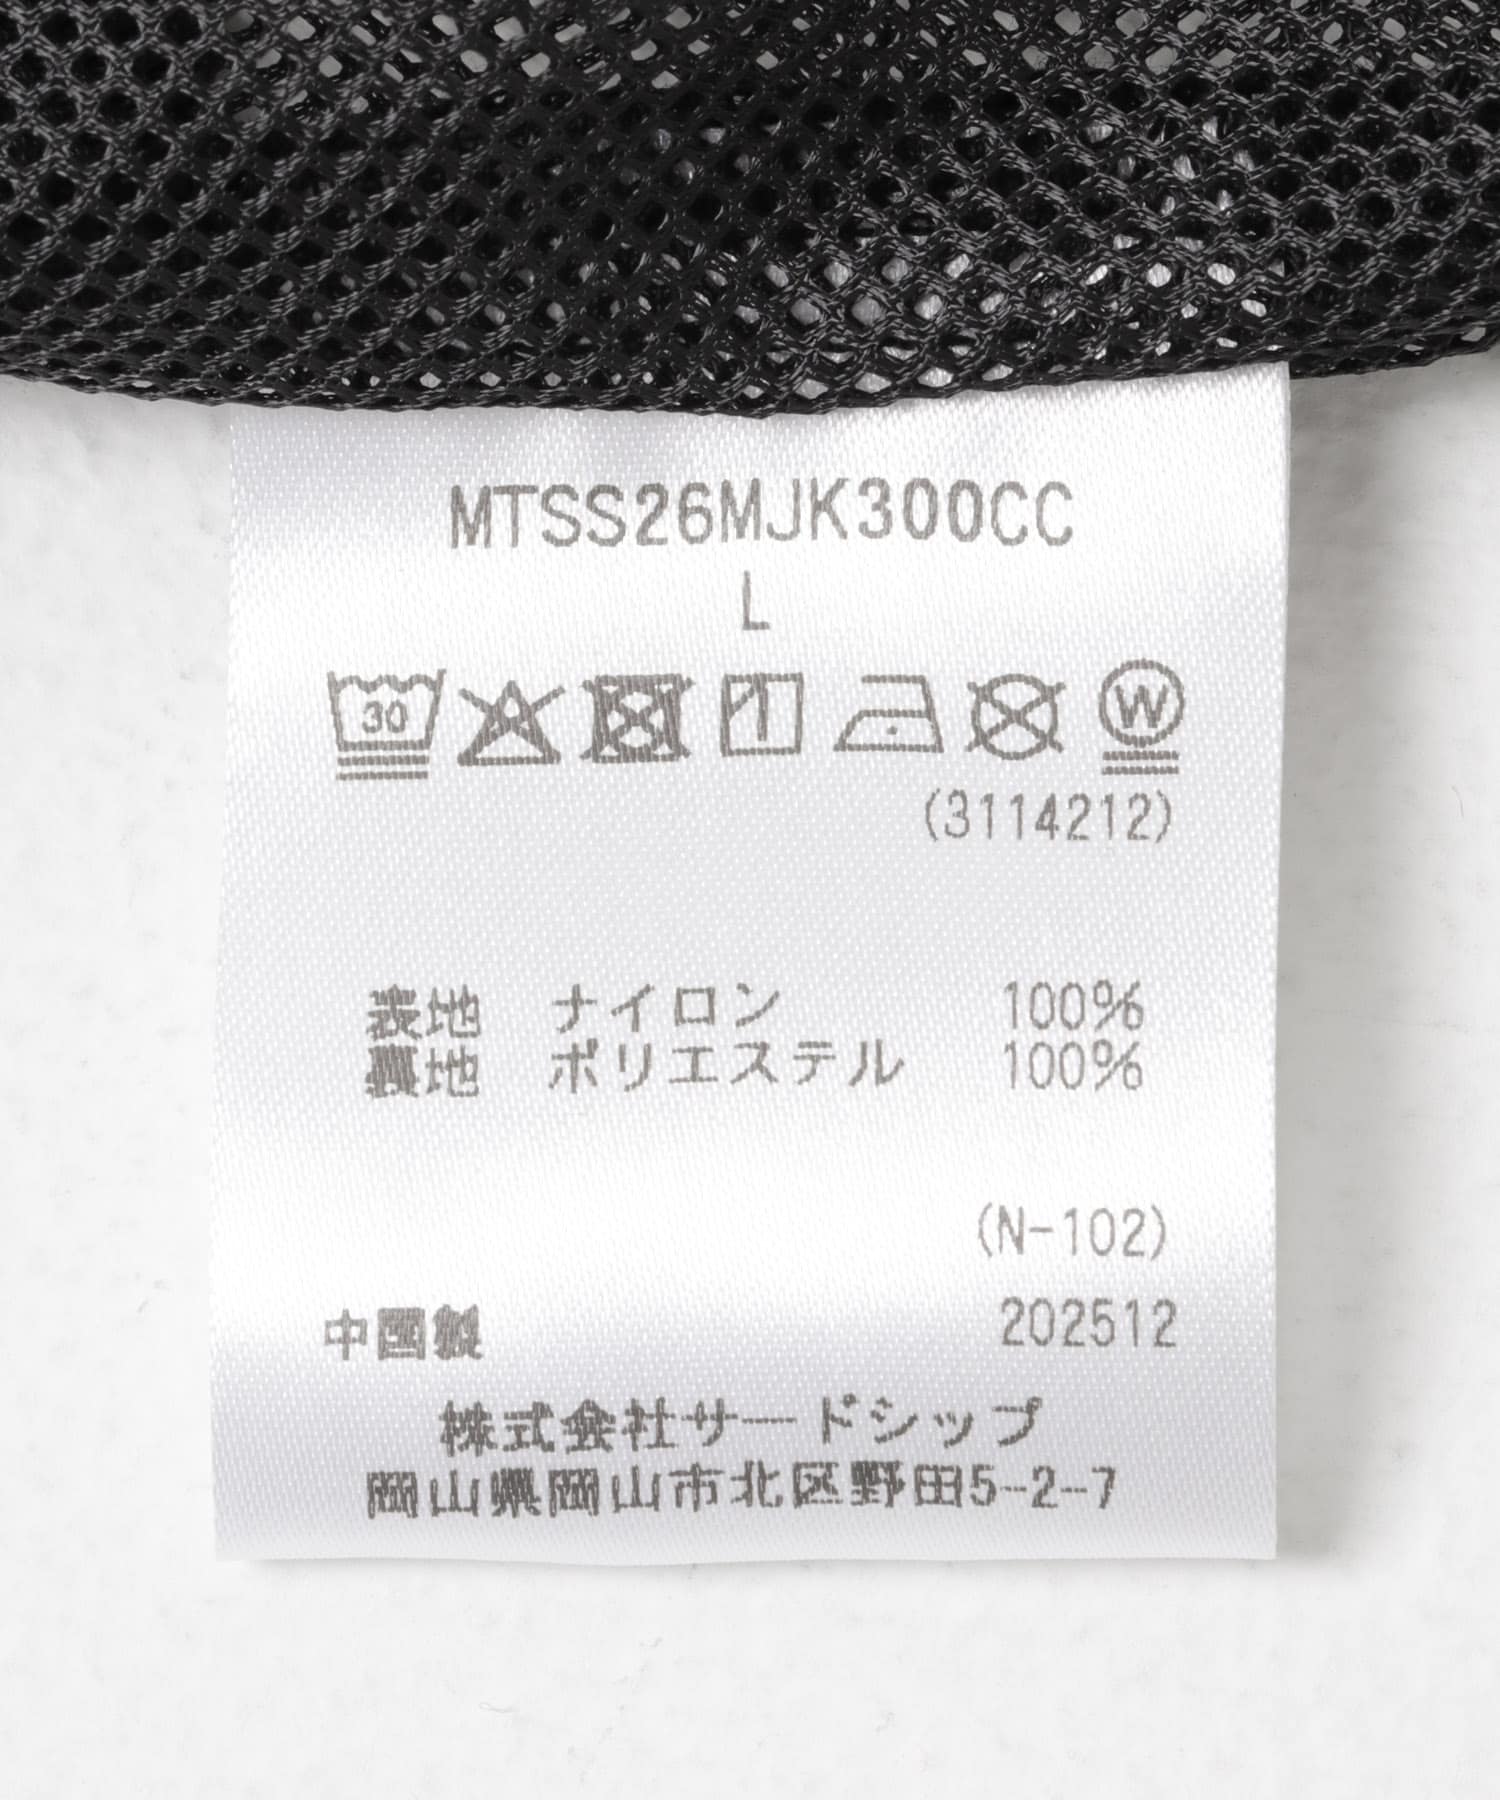 MTSS26MJK300CC
L
30 W
(3114212)
表地 ナイロン 100%
裏地 ポリエステル 100%
(N-102)
中国製 202512
株式会社サードシップ
岡山県岡山市北区野田5-2-7